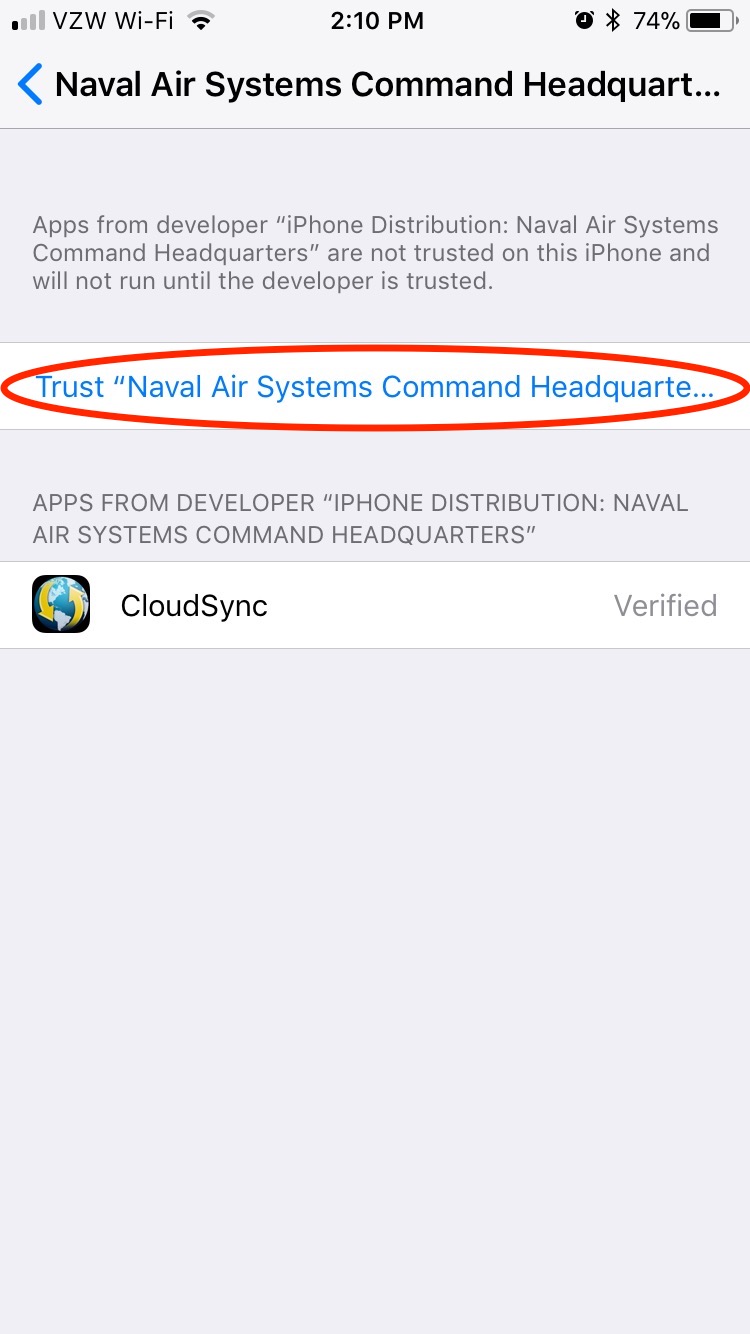 VZW Wi-Fi 2:10 PM 74%
Naval Air Systems Command Headquart...
Apps from developer “iPhone Distribution: Naval Air Systems
Command Headquarters” are not trusted on this iPhone and
will not run until the developer is trusted.
Trust “Naval Air Systems Command Headquarte...
APPS FROM DEVELOPER “IPHONE DISTRIBUTION: NAVAL
AIR SYSTEMS COMMAND HEADQUARTERS”
CloudSync Verified